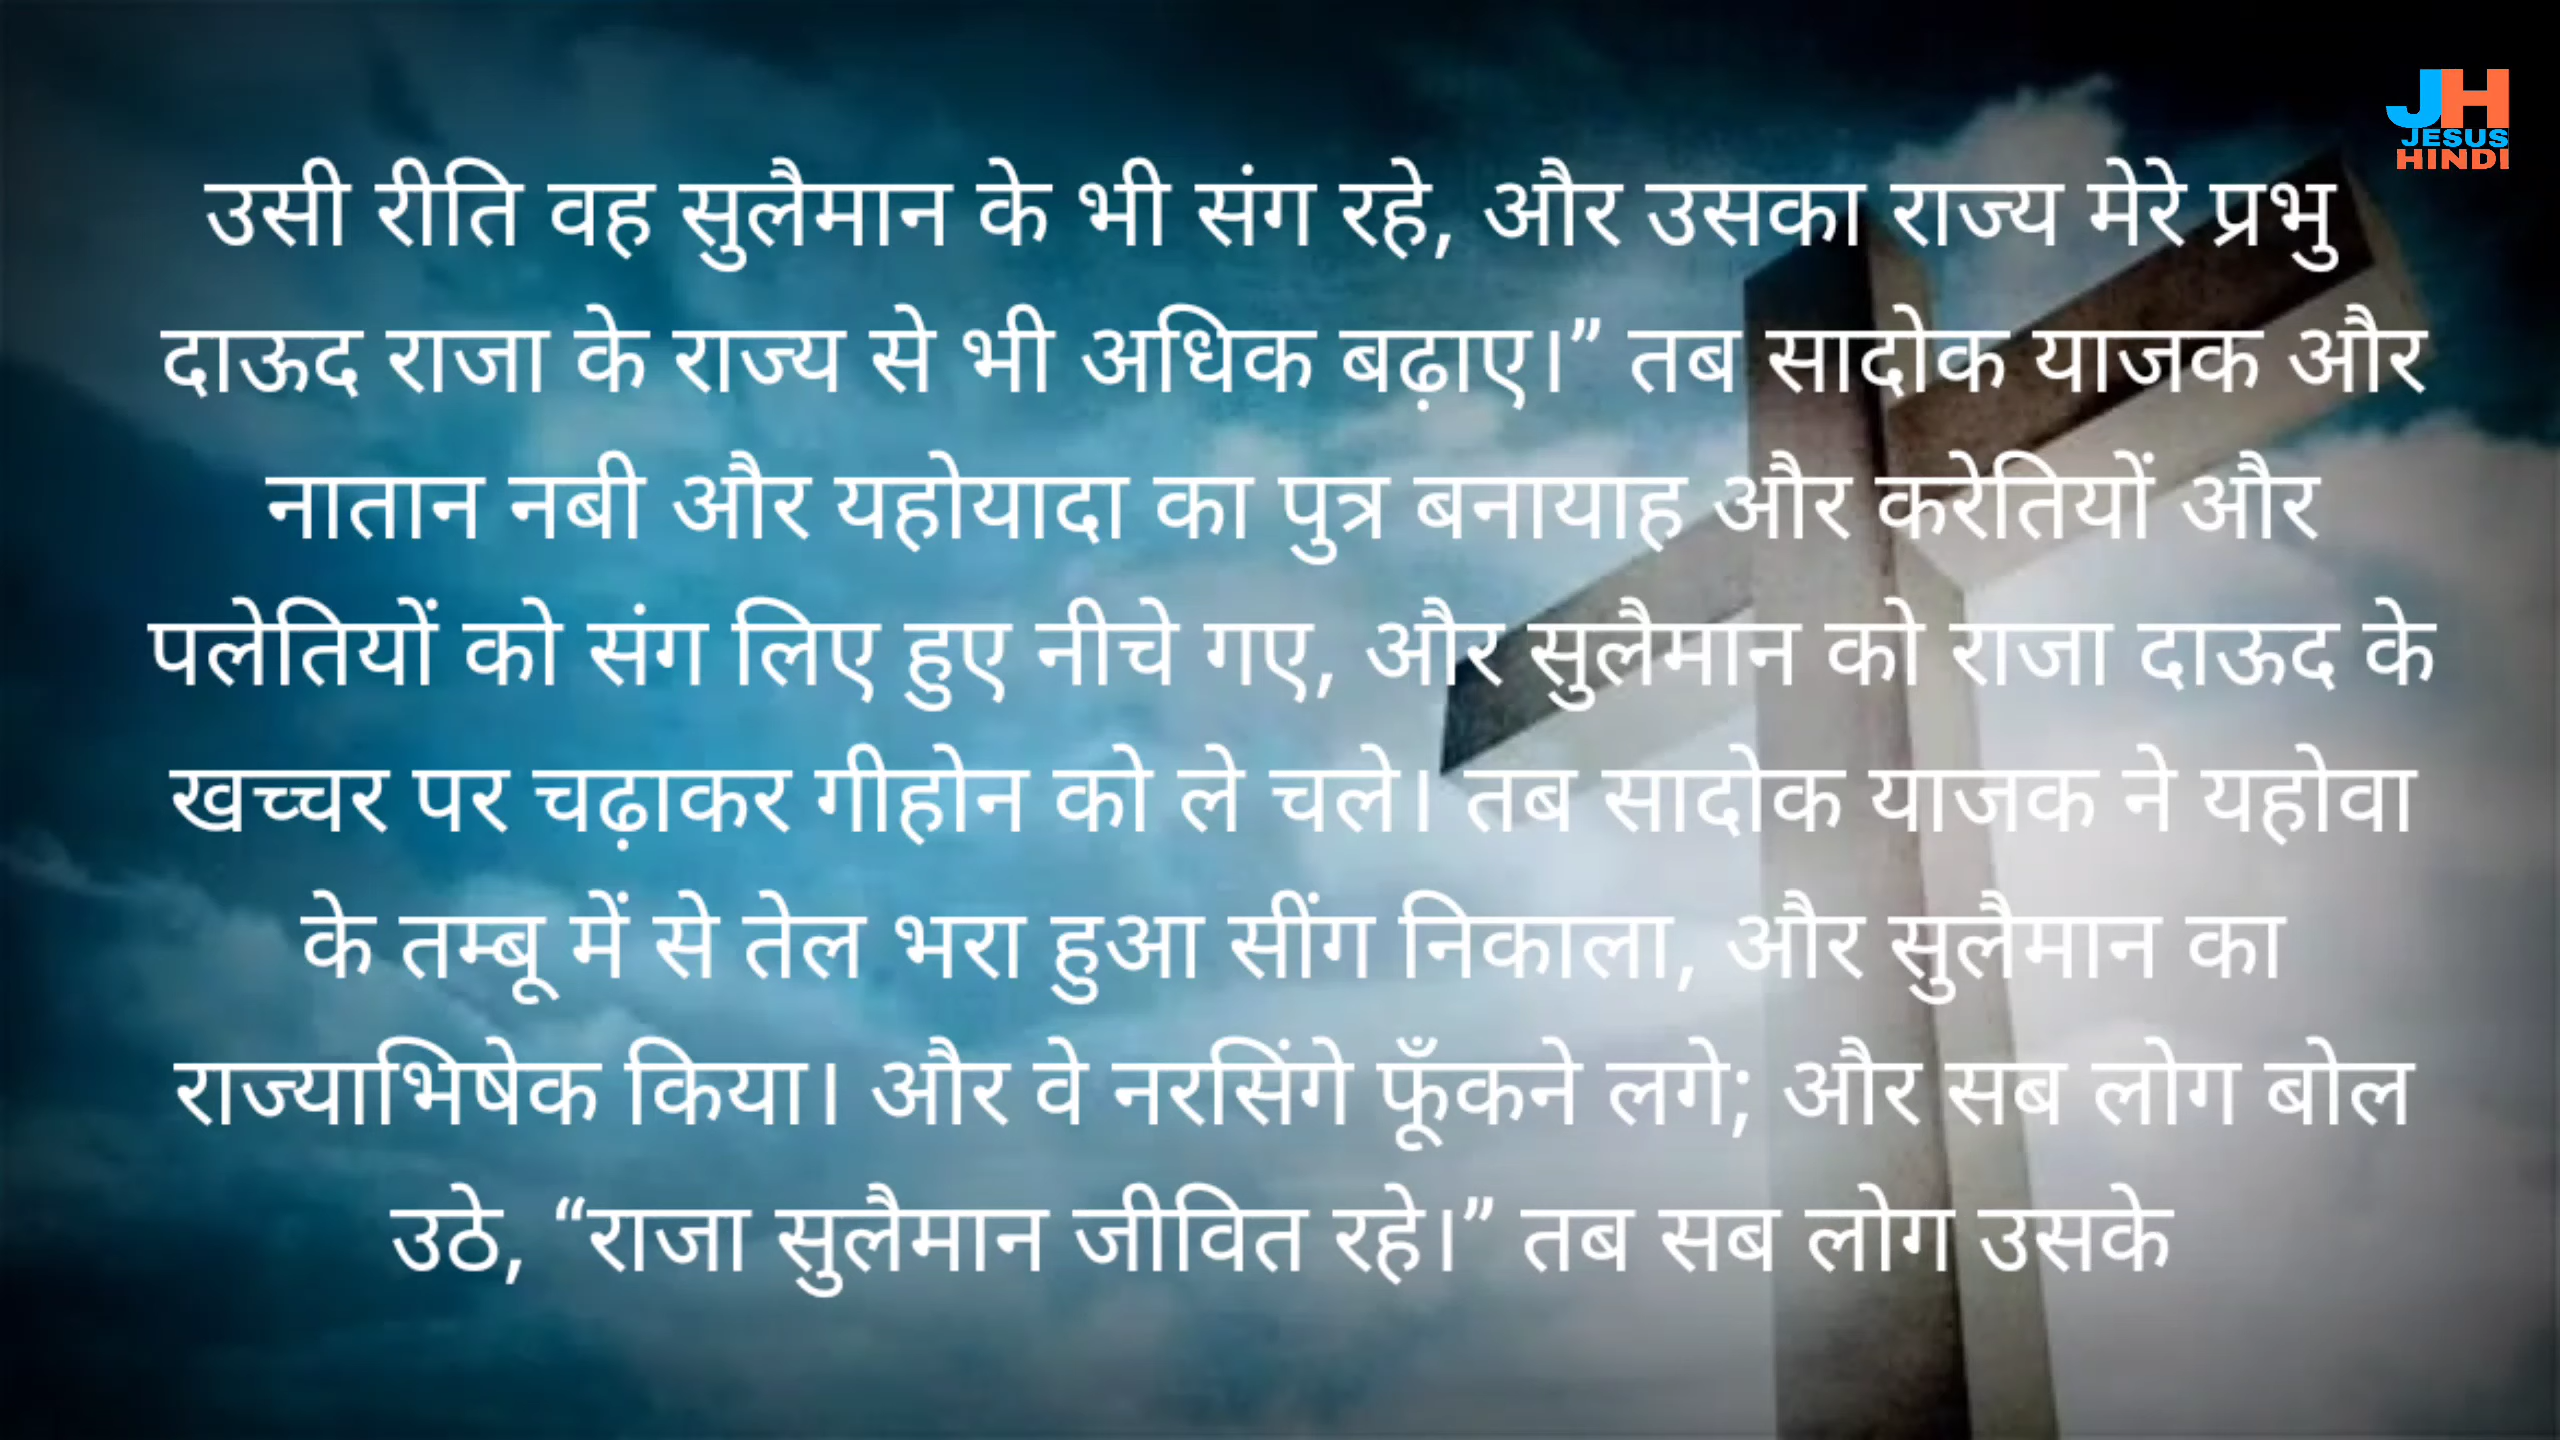 JH
JESUS
HINDI
उसी रीति वह सुलैमान के भी संग रहे, और उसका राज्य मेरे प्रभु
दाऊद राजा के राज्य से भी अधिक बढ़ाए।” तब सादोक याजक और
नातान नबी और यहोयादा का पुत्र बनायाह और करेतियों और
पलेतियों को संग लिए हुए नीचे गए, और सुलैमान को राजा दाऊद के
खच्चर पर चढ़ाकर गीहोन को ले चले। तब सादोक याजक ने यहोवा
के तम्बू में से तेल भरा हुआ सींग निकाला, और सुलैमान का
राज्याभिषेक किया। और वे नरसिंगे फूँकने लगे; और सब लोग बोल
उठे, “राजा सुलैमान जीवित रहे।” तब सब लोग उसके